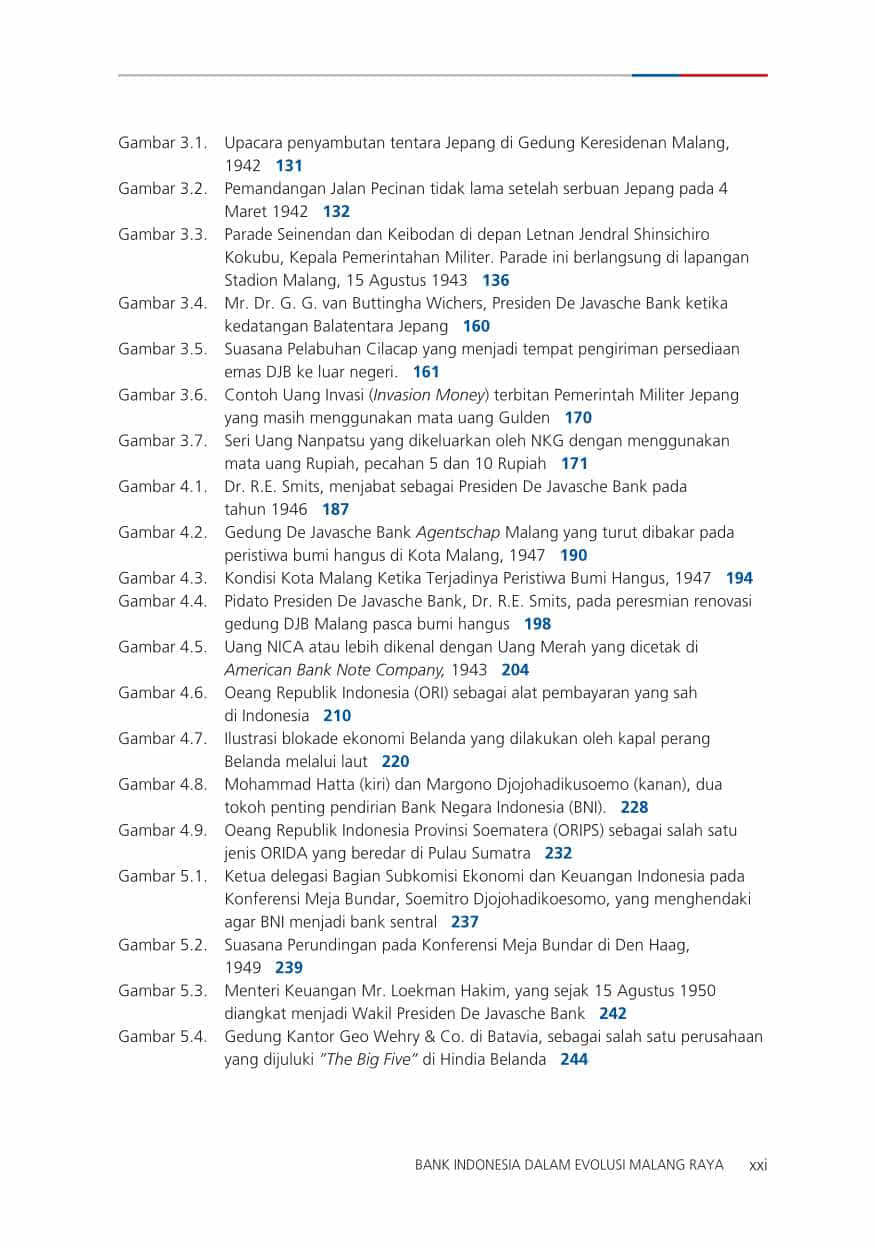 Gambar 3.1. Upacara penyambutan tentara Jepang di Gedung Keresidenan Malang,
1942 131
Gambar 3.2. Pemandangan Jalan Pecinan tidak lama setelah serbuan Jepang pada 4
Maret 1942 132
Gambar 3.3. Parade Seinendan dan Keibodan di depan Letnan Jendral Shinsichiro
Kokubu, Kepala Pemerintahan Militer. Parade ini berlangsung di lapangan
Stadion Malang, 15 Agustus 1943 136
Gambar 3.4. Mr. Dr. G. G. van Buttingha Wichers, Presiden De Javasche Bank ketika
kedatangan Balatentara Jepang 160
Gambar 3.5. Suasana Pelabuhan Cilacap yang menjadi tempat pengiriman persediaan
emas DJB ke luar negeri. 161
Gambar 3.6. Contoh Uang Invasi (Invasion Money) terbitan Pemerintah Militer Jepang
yang masih menggunakan mata uang Gulden 170
Gambar 3.7. Seri Uang Nanpatsu yang dikeluarkan oleh NKG dengan menggunakan
mata uang Rupiah, pecahan 5 dan 10 Rupiah 171
Gambar 4.1. Dr. R.E. Smits, menjabat sebagai Presiden De Javasche Bank pada
tahun 1946 187
Gambar 4.2. Gedung De Javasche Bank Agentschap Malang yang turut dibakar pada
peristiwa bumi hangus di Kota Malang, 1947 190
Gambar 4.3. Kondisi Kota Malang Ketika Terjadinya Peristiwa Bumi Hangus, 1947 194
Gambar 4.4. Pidato Presiden De Javasche Bank, Dr. R.E. Smits, pada peresmian renovasi
gedung DJB Malang pasca bumi hangus 198
Gambar 4.5. Uang NICA atau lebih dikenal dengan Uang Merah yang dicetak di
American Bank Note Company, 1943 204
Gambar 4.6. Oeang Republik Indonesia (ORI) sebagai alat pembayaran yang sah
di Indonesia 210
Gambar 4.7. Ilustrasi blokade ekonomi Belanda yang dilakukan oleh kapal perang
Belanda melalui laut 220
Gambar 4.8. Mohammad Hatta (kiri) dan Margono Djojohadikusoemo (kanan), dua
tokoh penting pendirian Bank Negara Indonesia (BNI). 228
Gambar 4.9. Oeang Republik Indonesia Provinsi Soematera (ORIPS) sebagai salah satu
jenis ORIDA yang beredar di Pulau Sumatra 232
Gambar 5.1. Ketua delegasi Bagian Subkomisi Ekonomi dan Keuangan Indonesia pada
Konferensi Meja Bundar, Soemitro Djojohadikoesomo, yang menghendaki
agar BNI menjadi bank sentral 237
Gambar 5.2. Suasana Perundingan pada Konferensi Meja Bundar di Den Haag,
1949 239
Gambar 5.3. Menteri Keuangan Mr. Loekman Hakim, yang sejak 15 Agustus 1950
diangkat menjadi Wakil Presiden De Javasche Bank 242
Gambar 5.4. Gedung Kantor Geo Wehry & Co. di Batavia, sebagai salah satu perusahaan
yang dijuluki ”The Big Five” di Hindia Belanda 244
BANK INDONESIA DALAM EVOLUSI MALANG RAYA xxi